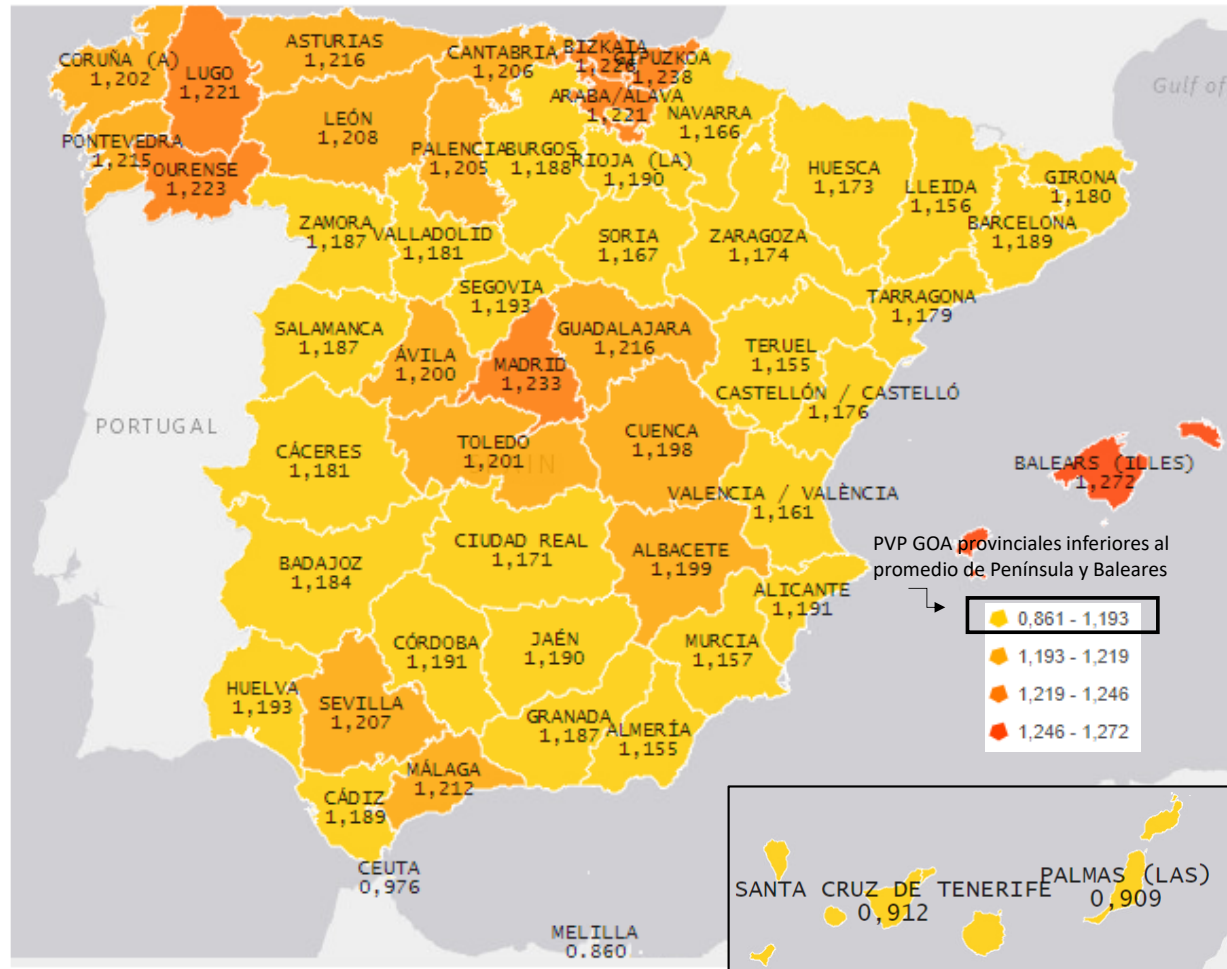 ASTURIAS
1,216
CANTABRIA
1,206
BIZKAIA
1,226
GIPUZKOA
1,238
CORUÑA (A)
1,202
LUGO
1,221
ARABA/ÁLAVA
1,221
Gulf of
LEÓN
1,208
NAVARRA
1,166
PONTEVEDRA
1,215
OURENSE
1,223
PALENCIA
1,205
BURGOS
1,188
RIOJA (LA)
1,190
HUESCA
1,173
LLEIDA
1,156
GIRONA
1,180
BARCELONA
1,189
ZAMORA
1,187
VALLADOLID
1,181
SORIA
1,167
ZARAGOZA
1,174
SEGOVIA
1,193
TARRAGONA
1,179
SALAMANCA
1,187
ÁVILA
1,200
MADRID
1,233
GUADALAJARA
1,216
TERUEL
1,155
CASTELLÓN / CASTELLÓ
1,176
PORTUGAL
CÁCERES
1,181
TOLEDO
1,201
CUENCA
1,198
BALEARS (ILLES)
1,272
VALENCIA / VALÈNCIA
1,161
BADAJOZ
1,184
CIUDAD REAL
1,171
ALBACETE
1,199
PVP GOA provinciales inferiores al
promedio de Península y Baleares
ALICANTE
1,191
0,861 - 1,193
1,193 - 1,219
1,219 - 1,246
1,246 - 1,272
CÓRDOBA
1,191
JAÉN
1,190
MURCIA
1,157
HUELVA
1,193
SEVILLA
1,207
GRANADA
1,187
ALMERÍA
1,155
MÁLAGA
1,212
CÁDIZ
1,189
CEUTA
0,976
MELILLA
0.860
SANTA CRUZ DE TENERIFE
0,912
PALMAS (LAS)
0,909